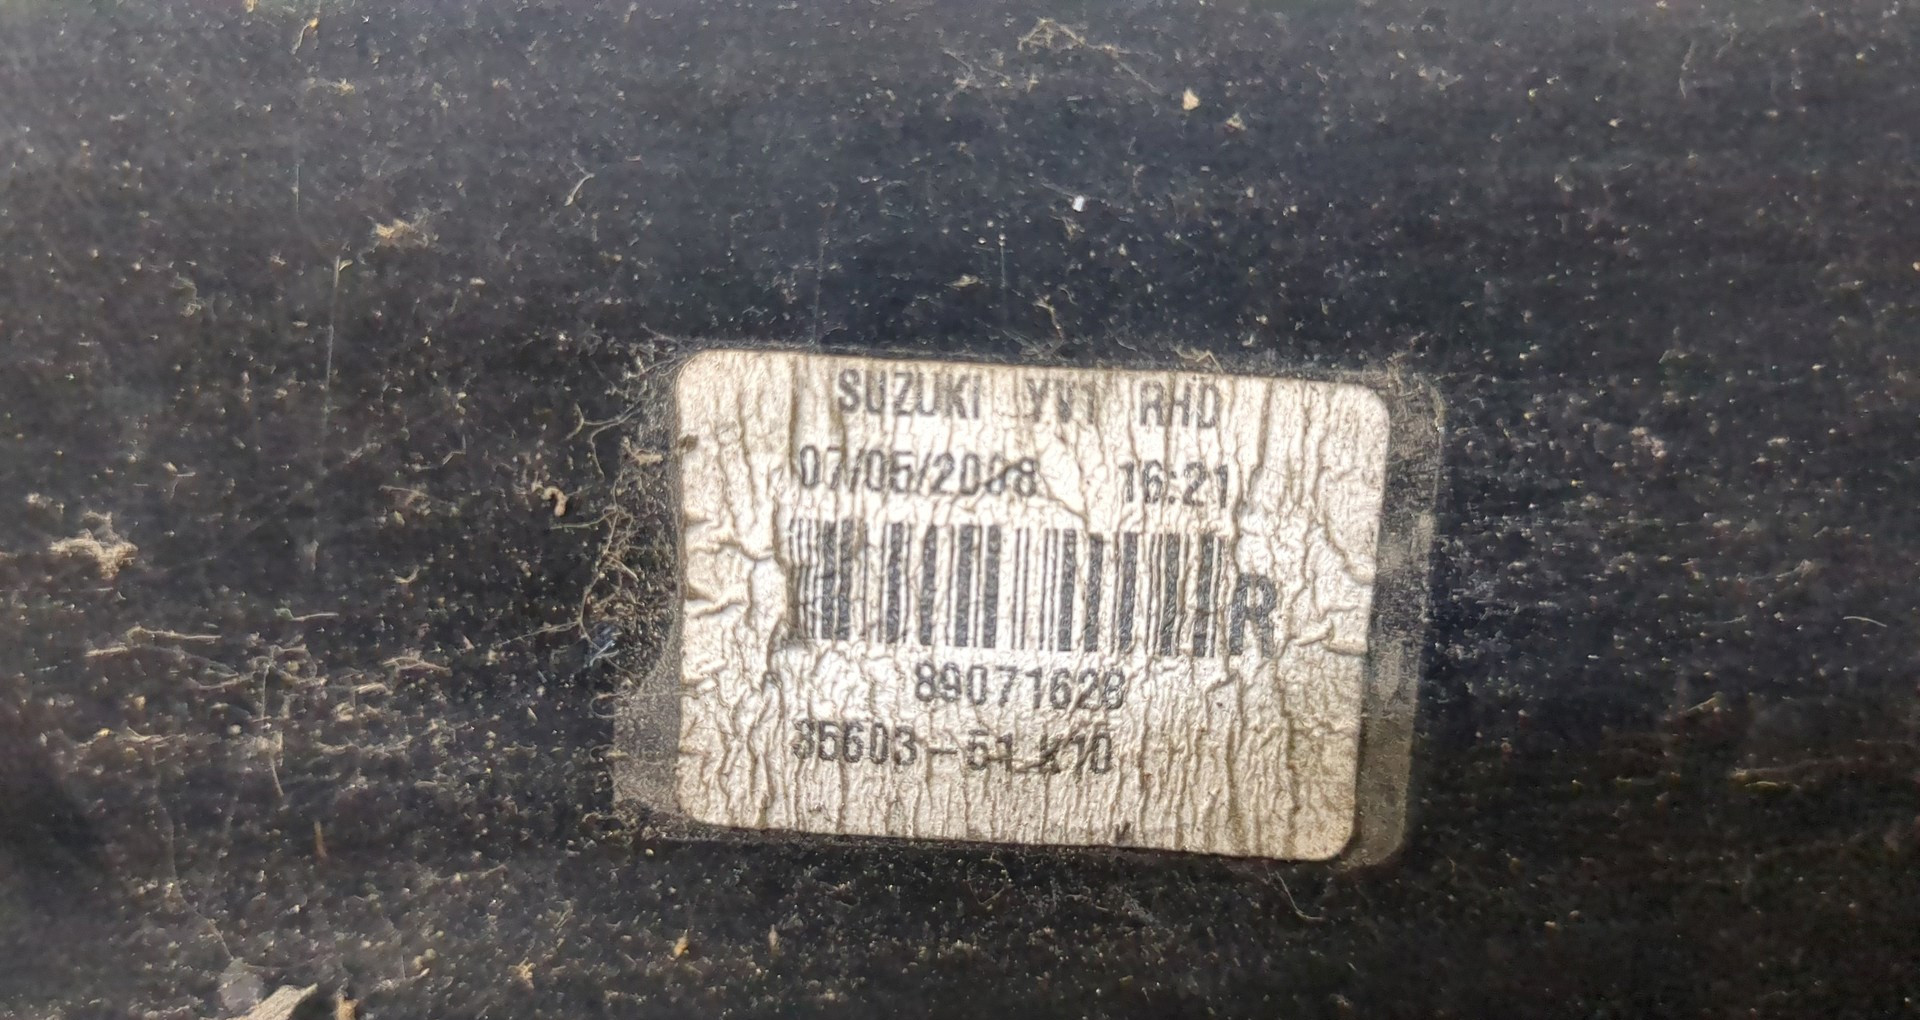 SUZUKI YV1 RHD
07/05/2008 16:21
R
89071628
35603-51K10